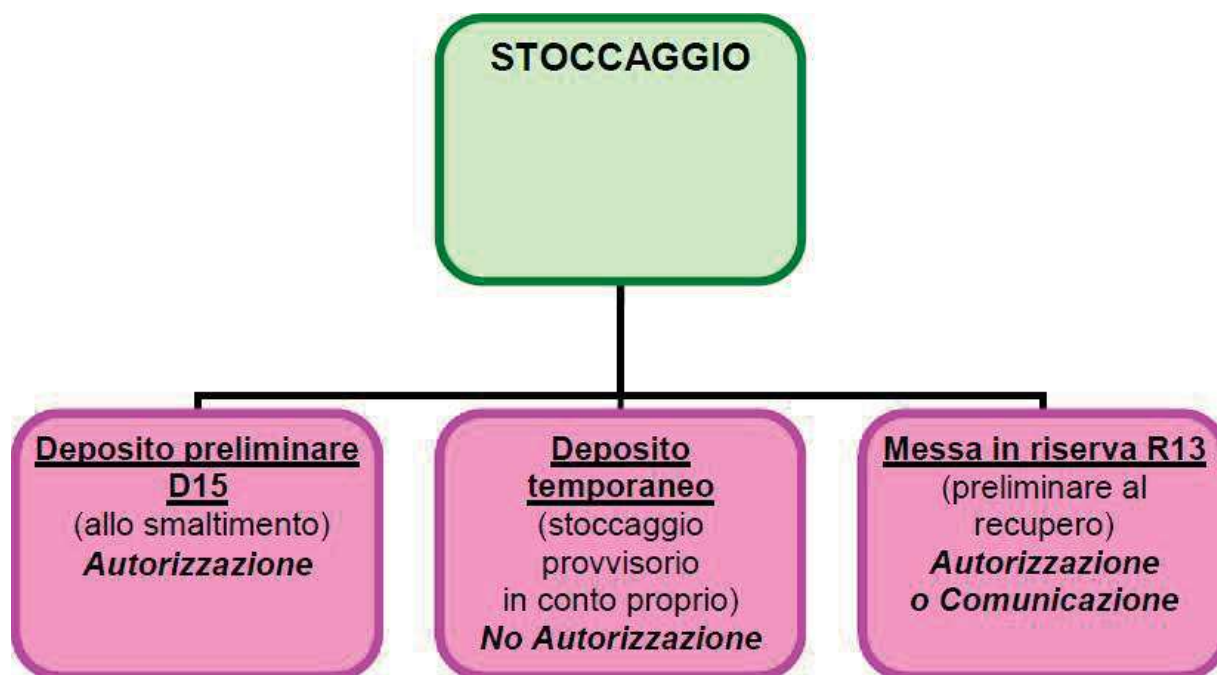 STOCCAGGIO
Deposito preliminare
D15
(allo smaltimento)
Autorizzazione
Deposito
temporaneo
(stoccaggio
provvisorio
in conto proprio)
No Autorizzazione
Messa in riserva R13
(preliminare al
recupero)
Autorizzazione
o Comunicazione